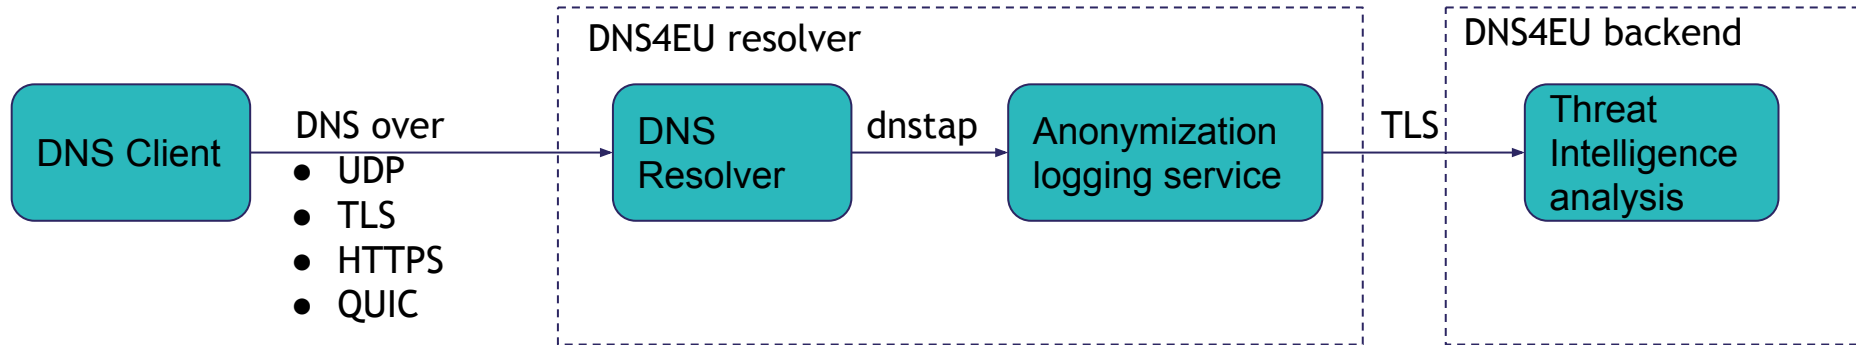 DNS4EU resolver
DNS4EU backend
DNS Client
DNS over
● UDP
● TLS
● HTTPS
● QUIC
DNS
Resolver
dnstap
Anonymization
logging service
TLS
Threat
Intelligence
analysis